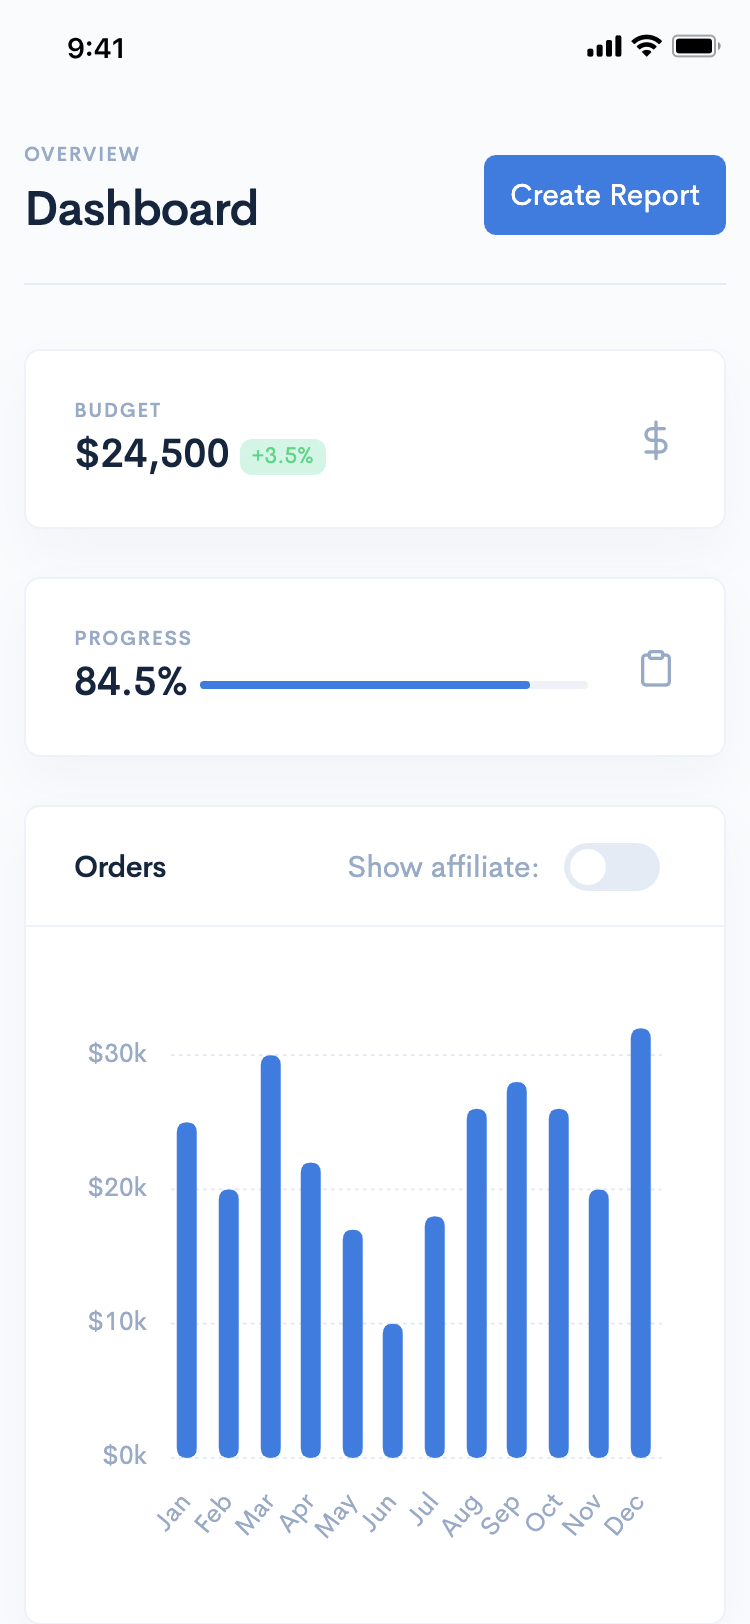 9:41
OVERVIEW
Dashboard
Create Report
BUDGET
$24,500 +3.5%
PROGRESS
84.5%
Orders Show affiliate:
$30k
$20k
$10k
$0k
Jan Feb Mar Apr May Jun Jul Aug Sep Oct Nov Dec